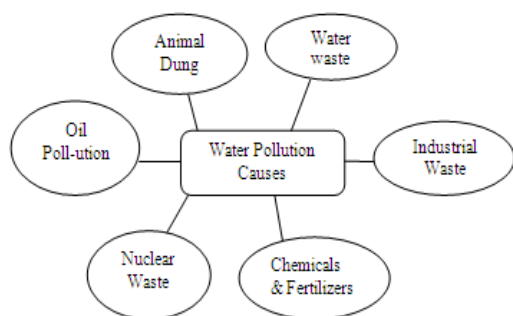 Animal
Dung
Water
waste
Oil
Poll-ution
Water Pollution
Causes
Industrial
Waste
Nuclear
Waste
Chemicals
& Fertilizers